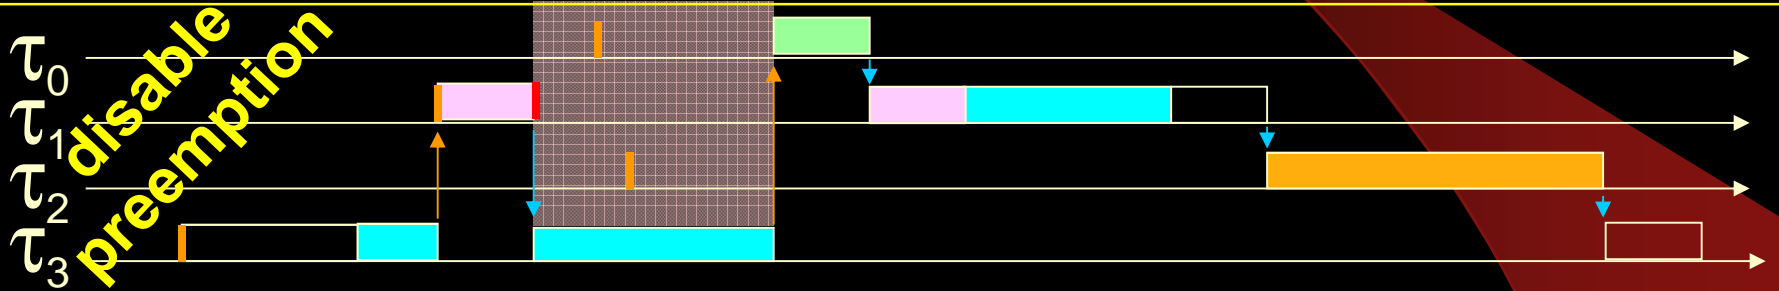 τ0
τ1
τ2
τ3
disable
preemption